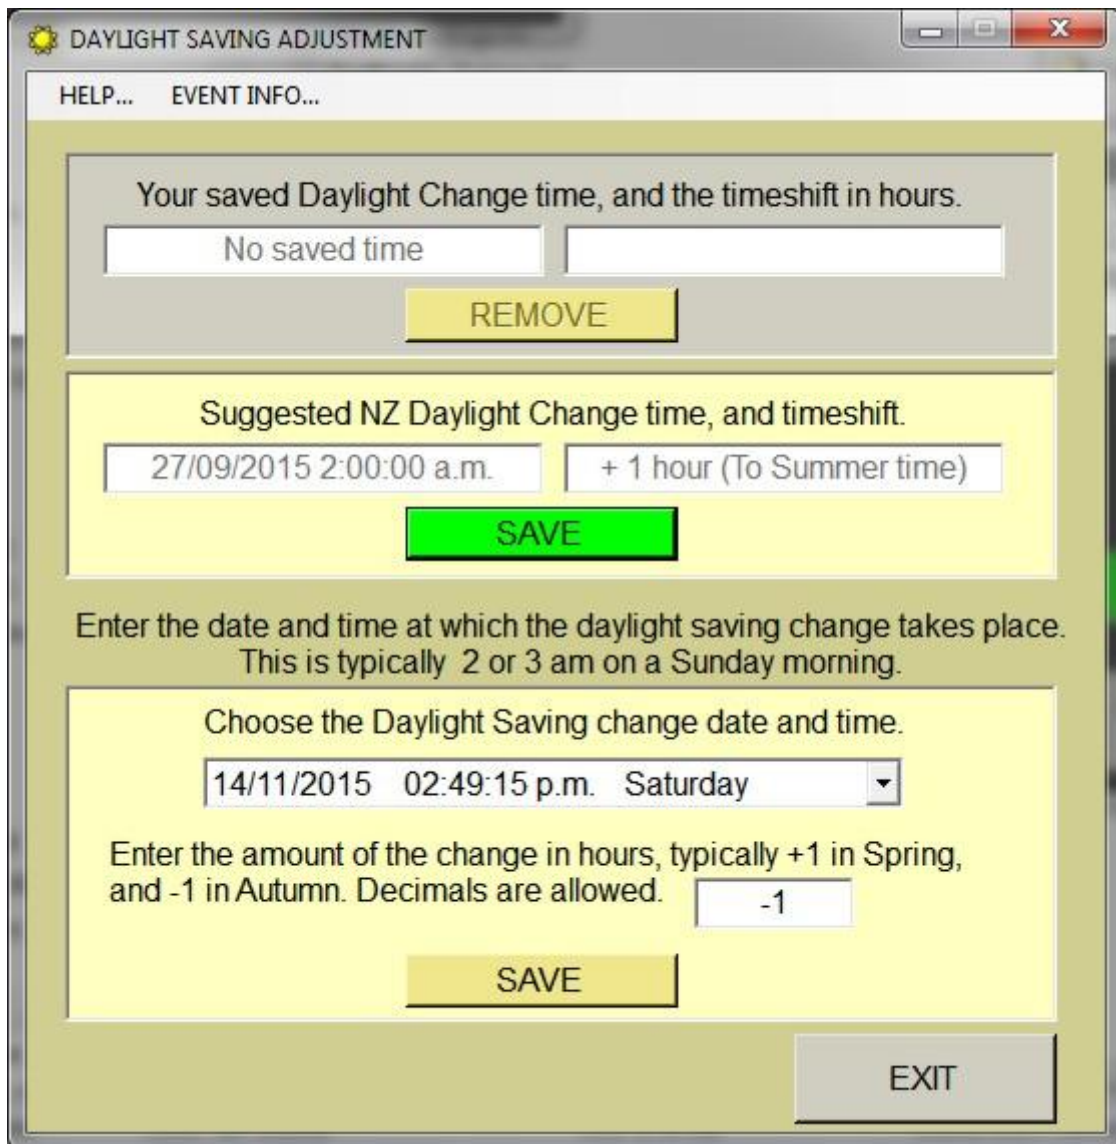 DAYLIGHT SAVING ADJUSTMENT
HELP... EVENT INFO...
Your saved Daylight Change time, and the timeshift in hours.
No saved time
REMOVE
Suggested NZ Daylight Change time, and timeshift.
27/09/2015 2:00:00 a.m. + 1 hour (To Summer time)
SAVE
Enter the date and time at which the daylight saving change takes place.
This is typically 2 or 3 am on a Sunday morning.
Choose the Daylight Saving change date and time.
14/11/2015 02:49:15 p.m. Saturday
Enter the amount of the change in hours, typically +1 in Spring,
and -1 in Autumn. Decimals are allowed. -1
SAVE
EXIT